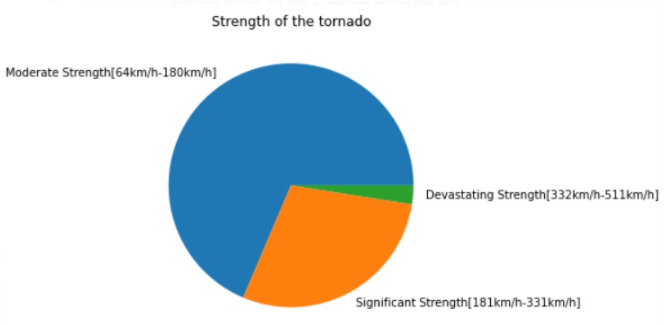 Strength of the tornado
Moderate Strength[64km/h-180km/h]
Devastating Strength[332km/h-511km/h]
Significant Strength[181km/h-331km/h]